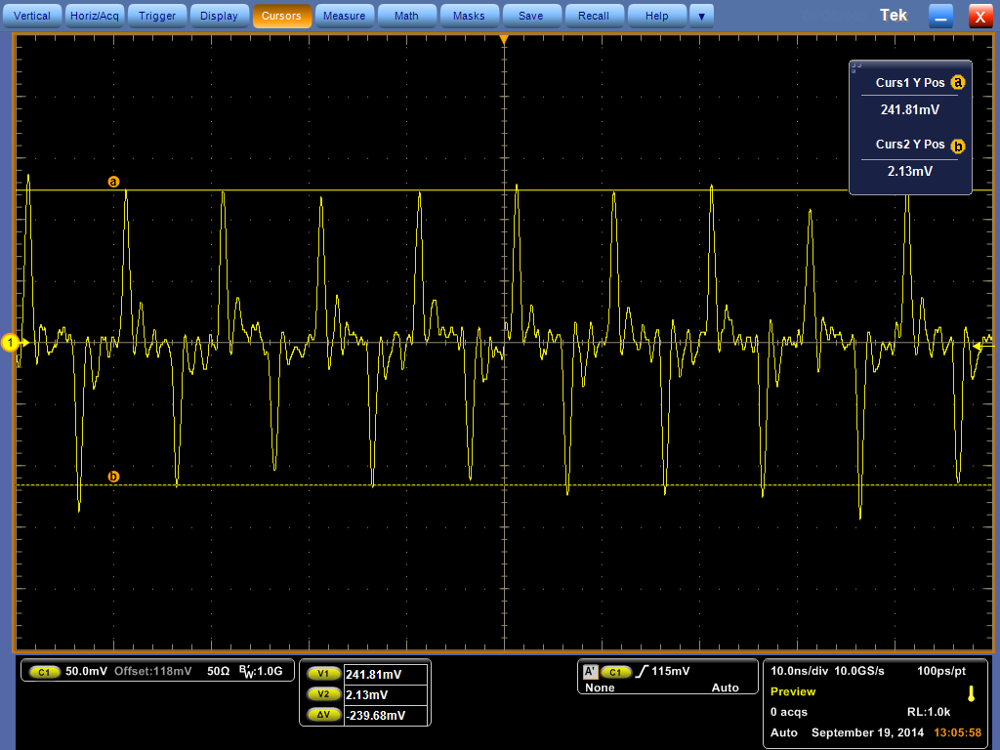 Vertical Horiz/Acq Trigger Display Cursors Measure Math Masks Save Recall Help ▼ Tek X
Curs1 Y Pos a
241.81mV
Curs2 Y Pos b
2.13mV
a
1
b
C1 50.0mV Offset:118mV 50Ω BW:1.0G
V1 241.81mV
V2 2.13mV
ΔV -239.68mV
A' C1 115mV
None Auto
10.0ns/div 10.0GS/s 100ps/pt
Preview
0 acqs RL:1.0k
Auto September 19, 2014 13:05:58